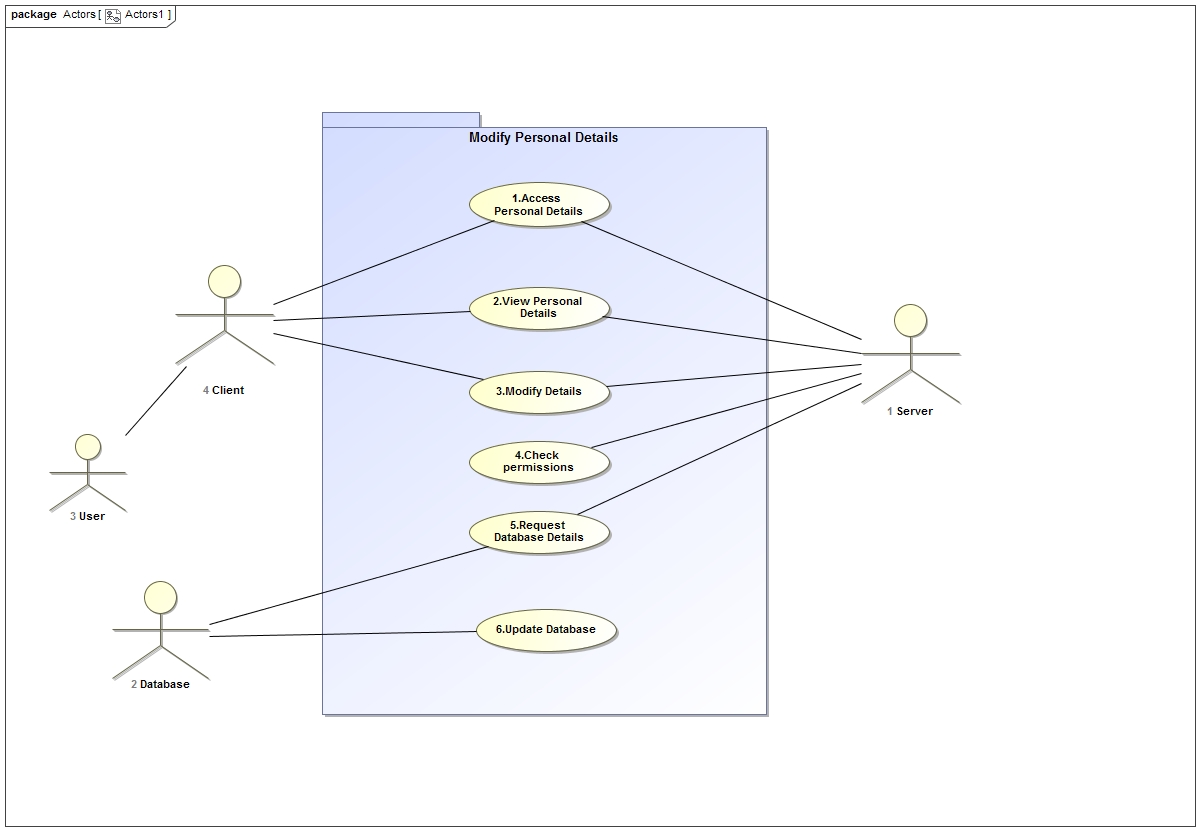 package Actors [ Actors1 ]
Modify Personal Details
1.Access
Personal Details
2.View Personal
Details
3.Modify Details
4 Client
1 Server
4.Check
permissions
3 User
5.Request
Database Details
6.Update Database
2 Database